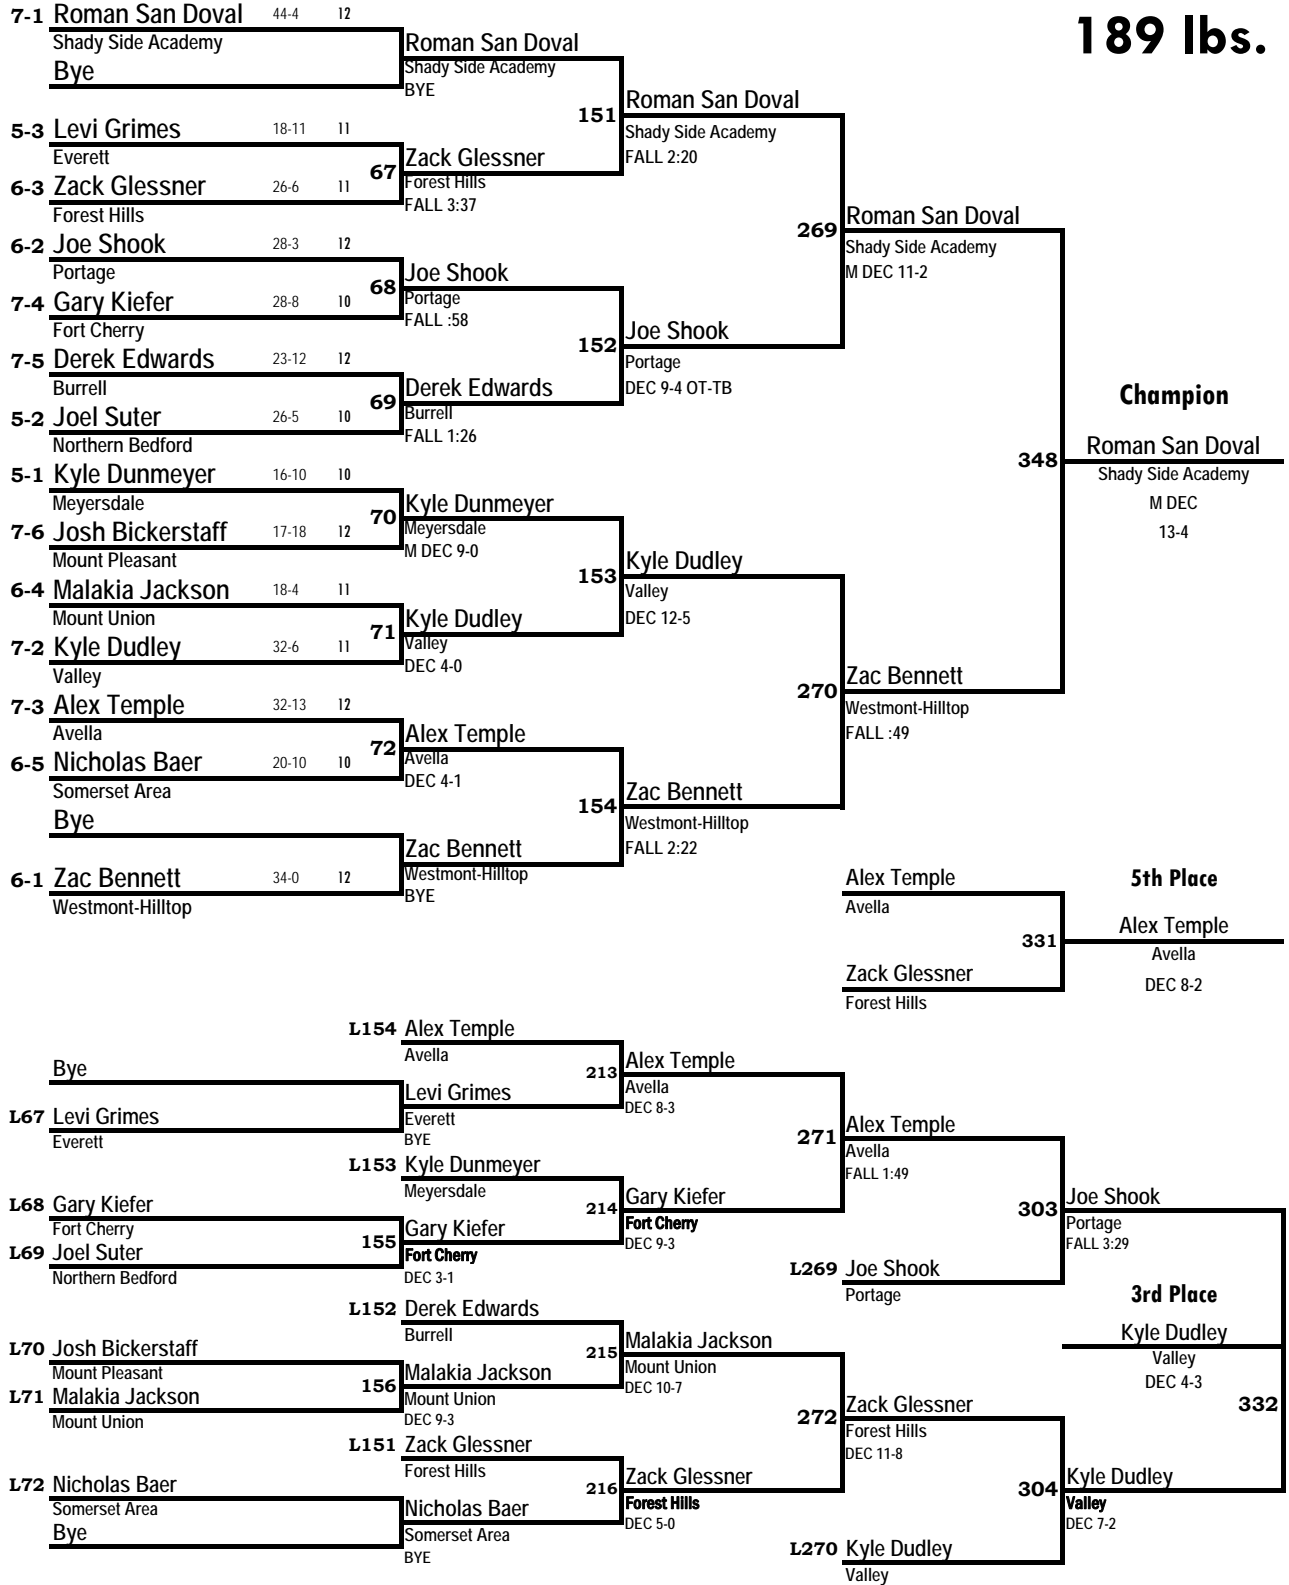 189 lbs.
7-1 Roman San Doval 44-4 12
Shady Side Academy
Bye
5-3 Levi Grimes 18-11 11
Everett
6-3 Zack Glessner 26-6 11
Forest Hills
6-2 Joe Shook 28-3 12
Portage
7-4 Gary Kiefer 28-8 10
Fort Cherry
7-5 Derek Edwards 23-12 12
Burrell
5-2 Joel Suter 26-5 10
Northern Bedford
5-1 Kyle Dunmeyer 16-10 10
Meyersdale
7-6 Josh Bickerstaff 17-18 12
Mount Pleasant
6-4 Malakia Jackson 18-4 11
Mount Union
7-2 Kyle Dudley 32-6 11
Valley
7-3 Alex Temple 32-13 12
Avella
6-5 Nicholas Baer 20-10 10
Somerset Area
Bye
6-1 Zac Bennett 34-0 12
Westmont-Hilltop
Roman San Doval
Shady Side Academy
BYE
67
Zack Glessner
Forest Hills
FALL 3:37
68
Joe Shook
Portage
FALL :58
69
Derek Edwards
Burrell
FALL 1:26
70
Kyle Dunmeyer
Meyersdale
M DEC 9-0
71
Kyle Dudley
Valley
DEC 4-0
72
Alex Temple
Avella
DEC 4-1
Zac Bennett
Westmont-Hilltop
BYE
151
Roman San Doval
Shady Side Academy
FALL 2:20
152
Joe Shook
Portage
DEC 9-4 OT-TB
153
Kyle Dudley
Valley
DEC 12-5
154
Zac Bennett
Westmont-Hilltop
FALL 2:22
269
Roman San Doval
Shady Side Academy
M DEC 11-2
270
Zac Bennett
Westmont-Hilltop
FALL :49
348
Champion
Roman San Doval
Shady Side Academy
M DEC
13-4
Alex Temple
Avella
331
Zack Glessner
Forest Hills
5th Place
Alex Temple
Avella
DEC 8-2
Bye
L67 Levi Grimes
Everett
L68 Gary Kiefer
Fort Cherry
L69 Joel Suter
Northern Bedford
L70 Josh Bickerstaff
Mount Pleasant
L71 Malakia Jackson
Mount Union
L72 Nicholas Baer
Somerset Area
Bye
L154 Alex Temple
Avella
Levi Grimes
Everett
BYE
L153 Kyle Dunmeyer
Meyersdale
155
Gary Kiefer
Fort Cherry
DEC 3-1
L152 Derek Edwards
Burrell
156
Malakia Jackson
Mount Union
DEC 9-3
L151 Zack Glessner
Forest Hills
Nicholas Baer
Somerset Area
BYE
213
Alex Temple
Avella
DEC 8-3
214
Gary Kiefer
Fort Cherry
DEC 9-3
215
Malakia Jackson
Mount Union
DEC 10-7
216
Zack Glessner
Forest Hills
DEC 5-0
271
Alex Temple
Avella
FALL 1:49
L269 Joe Shook
Portage
272
Zack Glessner
Forest Hills
DEC 11-8
L270 Kyle Dudley
Valley
303
Joe Shook
Portage
FALL 3:29
304
Kyle Dudley
Valley
DEC 7-2
3rd Place
Kyle Dudley
Valley
DEC 4-3
332